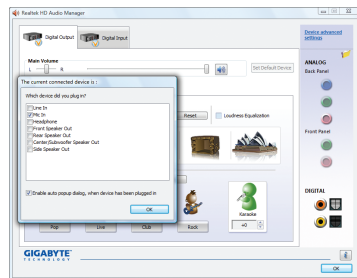 Realtek HD Audio Manager
Digital Output
Digital Input
Device advanced settings
Main Volume
L
R
Set Default Device
ANALOG
Back Panel
The current connected device is :
Which device did you plug in?
Line In
Mic In
Headphone
Front Speaker Out
Rear Speaker Out
Center/Subwoofer Speaker Out
Side Speaker Out
Enable auto popup dialog, when device has been plugged in
OK
Reset
Loudness Equalization
Front Panel
DIGITAL
Karaoke
+0
Pop
Live
Club
Rock
GIGABYTE
TECHNOLOGY
OK